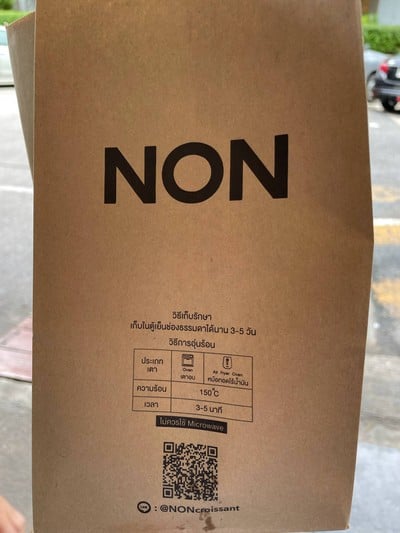 NON
วิธีเก็บรักษา
เก็บในตู้เย็นช่องธรรมดาได้นาน 3-5 วัน
วิธีการอุ่นร้อน
ประเภทเตา
Oven
เตาอบ
Air Fryer Oven
หม้อทอดไร้น้ำมัน
ความร้อน 150°C
เวลา 3-5 นาที
ไม่ควรใช้ Microwave
LINE : @NONcroissant